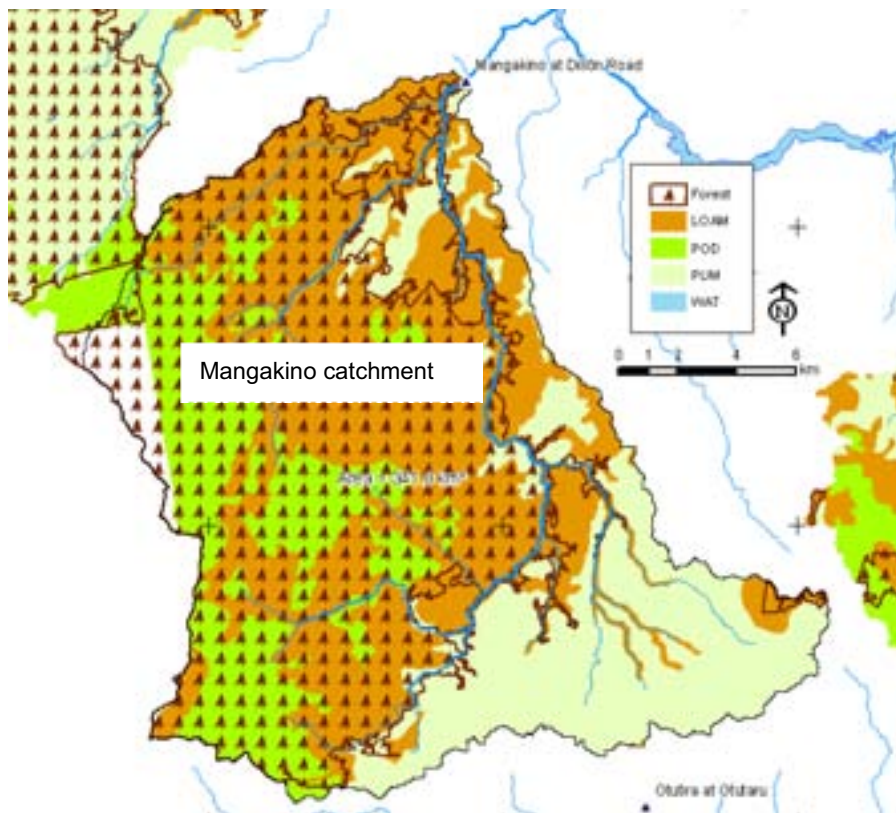 Mangakino at Dillon Road
Forest
LOAM
POD
PUM
WAT
N
0 1 2 4 6
km
Mangakino catchment
Otutira at Otutaru